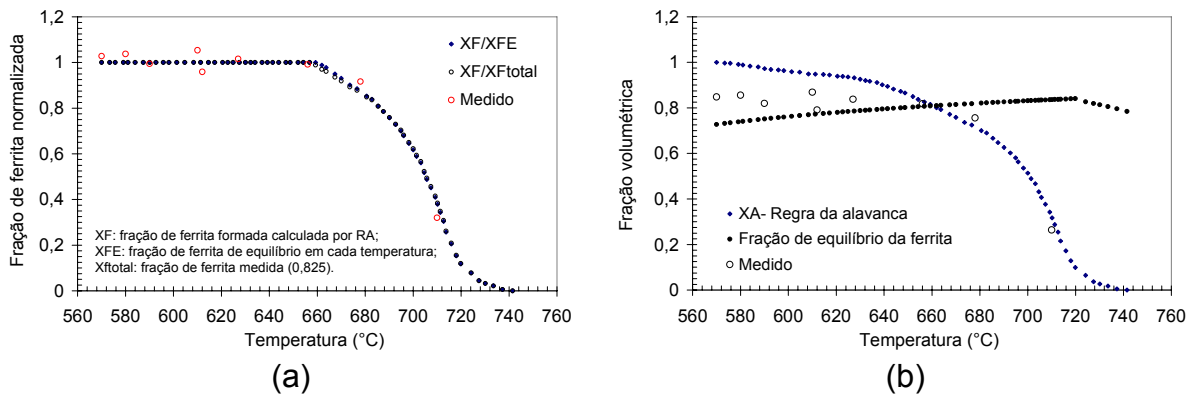 1,2
1
0,8
0,6
0,4
0,2
0
Fração de ferrita normalizada
XF/XFE
XF/XFtotal
Medido
XF: fração de ferrita formada calculada por RA;
XFE: fração de ferrita de equilíbrio em cada temperatura;
Xftotal: fração de ferrita medida (0,825).
560 580 600 620 640 660 680 700 720 740 760
Temperatura (°C)
(a)
1,2
1
0,8
0,6
0,4
0,2
0
Fração volumétrica
XA- Regra da alavanca
Fração de equilíbrio da ferrita
Medido
560 580 600 620 640 660 680 700 720 740 760
Temperatura (°C)
(b)